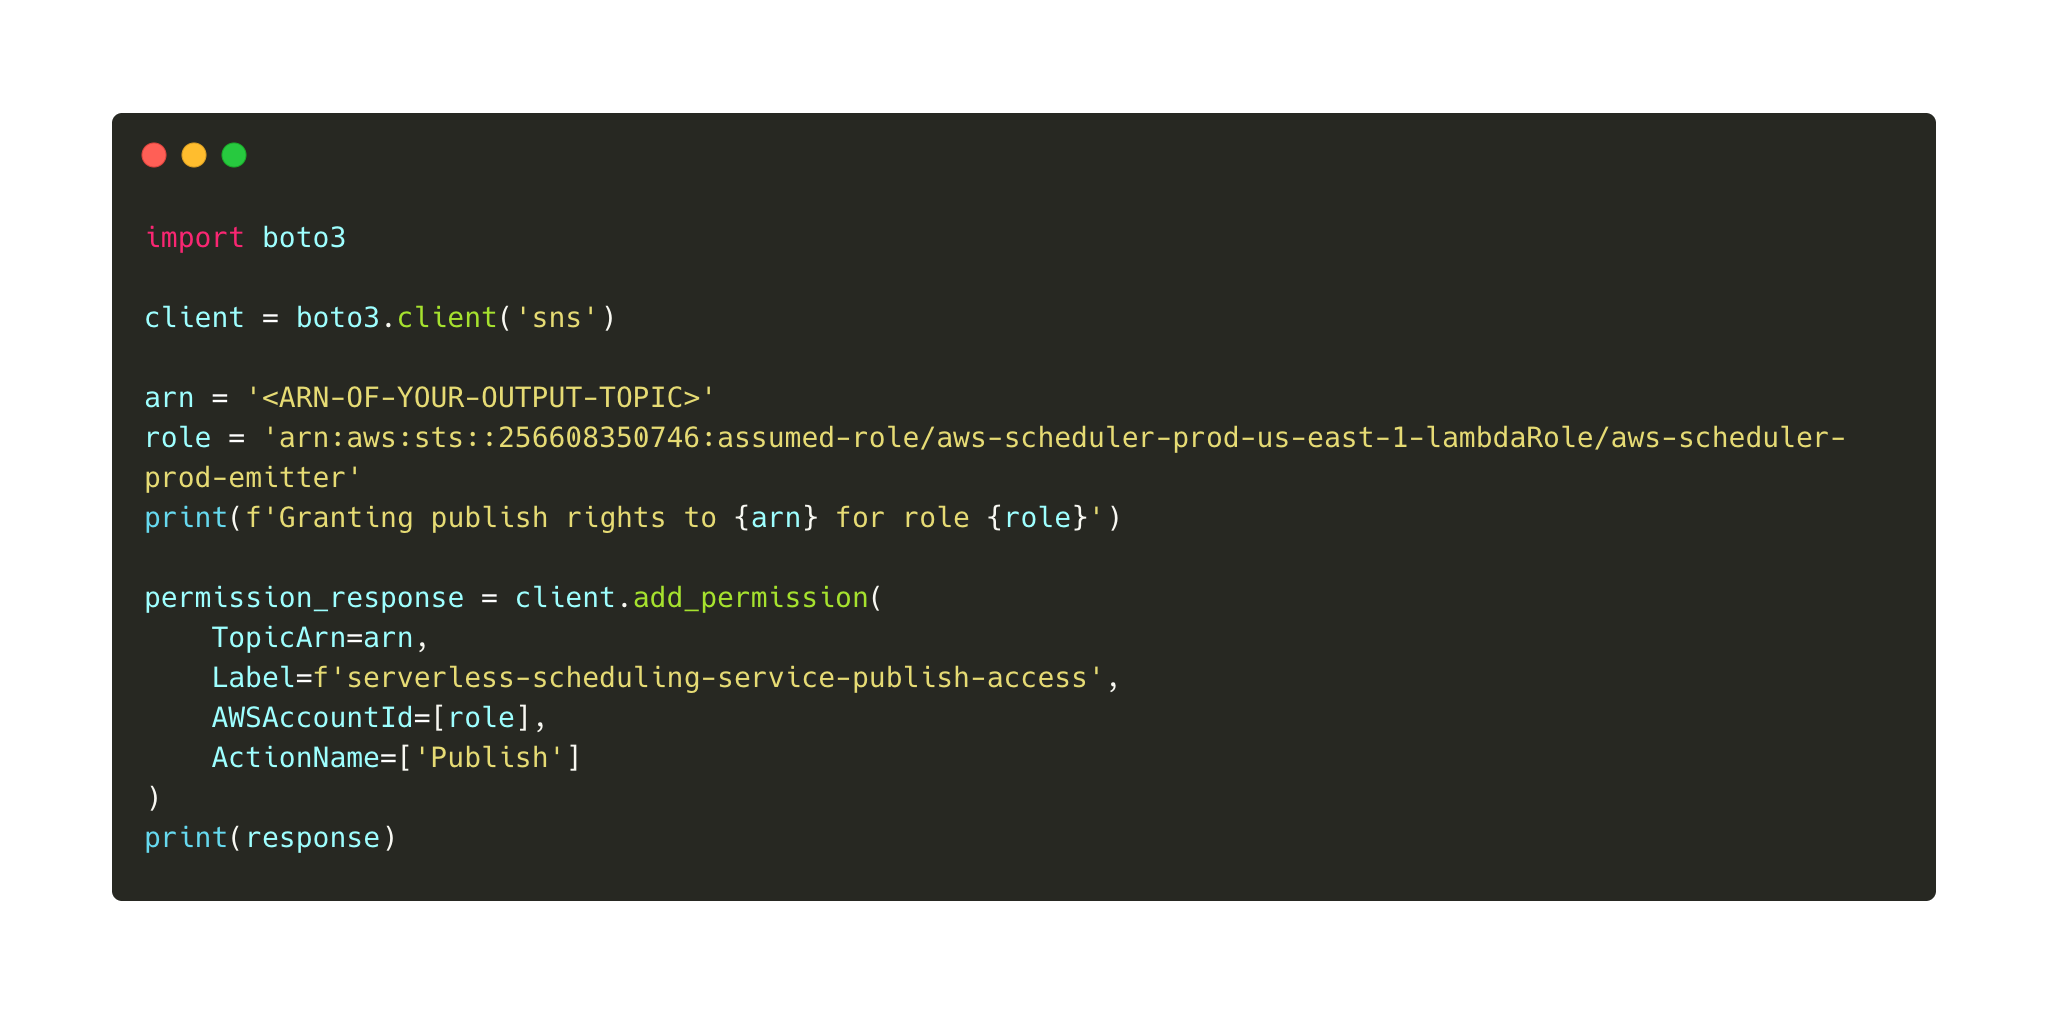 import boto3
client = boto3.client('sns')
arn = '<ARN-OF-YOUR-OUTPUT-TOPIC>'
role = 'arn:aws:sts::256608350746:assumed-role/aws-scheduler-prod-us-east-1-lambdaRole/aws-scheduler-
prod-emitter'
print(f'Granting publish rights to {arn} for role {role}')
permission_response = client.add_permission(
    TopicArn=arn,
    Label=f'serverless-scheduling-service-publish-access',
    AWSAccountId=[role],
    ActionName=['Publish']
)
print(response)